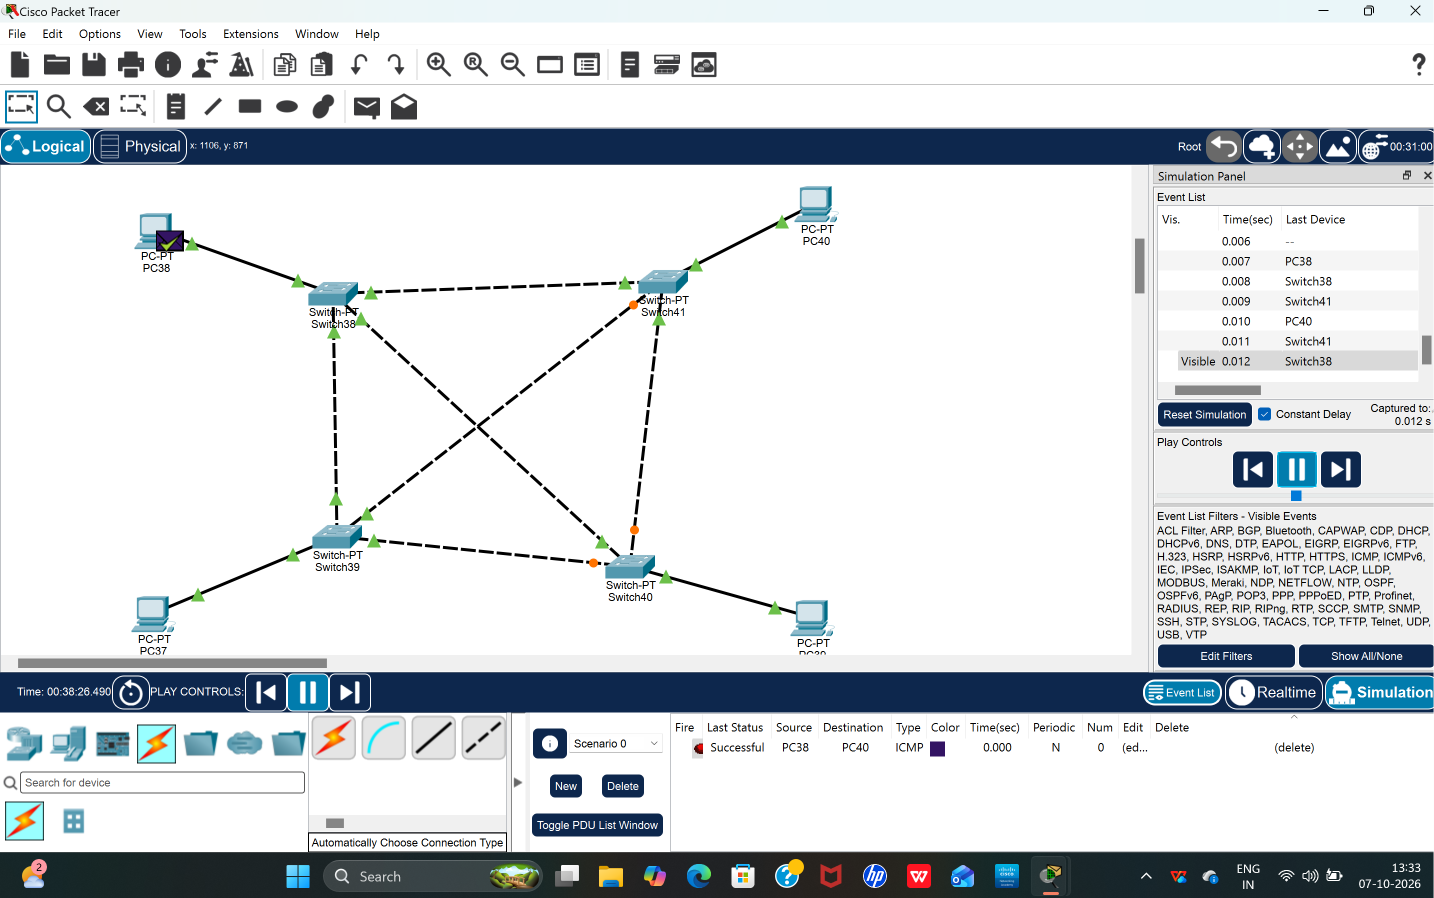 Cisco Packet Tracer
File Edit Options View Tools Extensions Window Help
Logical Physical x: 1106, y: 871 Root 00:31:00
Simulation Panel
Event List
Vis. Time(sec) Last Device
0.006 --
0.007 PC38
0.008 Switch38
0.009 Switch41
0.010 PC40
0.011 Switch41
Visible 0.012 Switch38
Reset Simulation Constant Delay Captured to:
0.012 s
Play Controls
Event List Filters - Visible Events
ACL Filter, ARP, BGP, Bluetooth, CAPWAP, CDP, DHCP,
DHCPv6, DNS, DTP, EAPOL, EIGRP, EIGRPv6, FTP,
H.323, HSRP, HSRPv6, HTTP, HTTPS, ICMP, ICMPv6,
IEC, IPSec, ISAKMP, IoT, IoT TCP, LACP, LLDP,
MODBUS, Meraki, NDP, NETFLOW, NTP, OSPF,
OSPFv6, PAgP, POP3, PPP, PPPoED, PTP, Profinet,
RADIUS, REP, RIP, RIPng, RTP, SCCP, SMTP, SNMP,
SSH, STP, SYSLOG, TACACS, TCP, TFTP, Telnet, UDP,
USB, VTP
Edit Filters Show All/None
PC-PT
PC38
PC-PT
PC40
Switch-PT
Switch38
Switch-PT
Switch41
Switch-PT
Switch39
Switch-PT
Switch40
PC-PT
PC37
PC-PT
PC39
Time: 00:38:26.490 PLAY CONTROLS:
Event List Realtime Simulation
Search for device
Automatically Choose Connection Type
Scenario 0
New Delete
Toggle PDU List Window
Fire Last Status Source Destination Type Color Time(sec) Periodic Num Edit Delete
Successful PC38 PC40 ICMP 0.000 N 0 (ed... (delete)
2
Search
hp
ENG
IN
13:33
07-10-2026